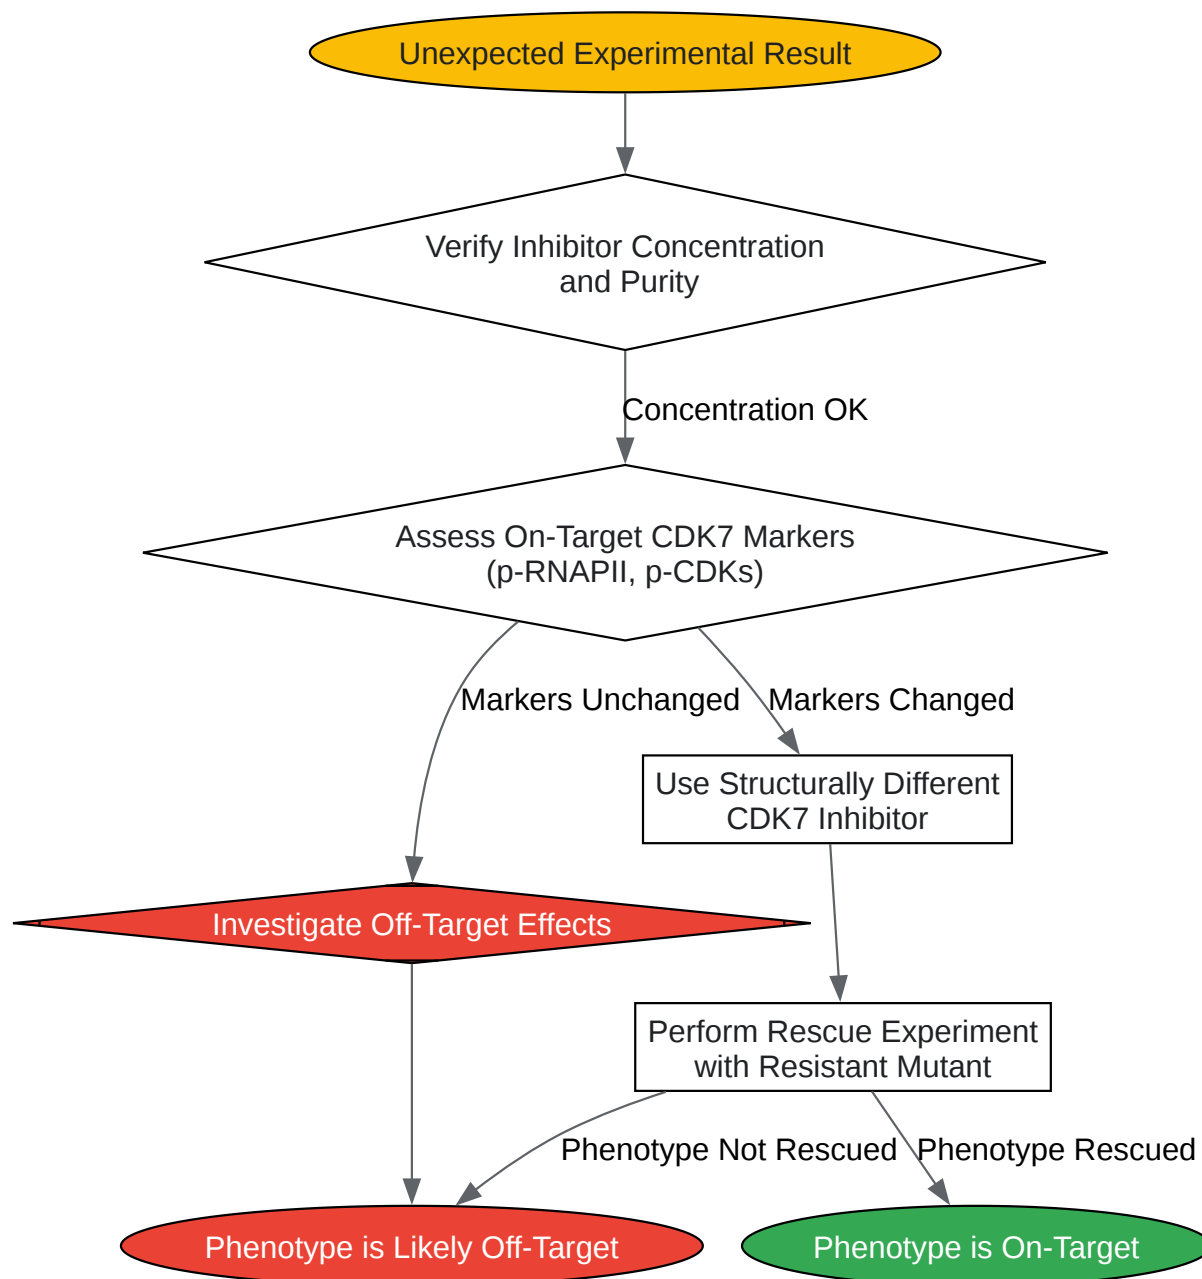 Unexpected Experimental Result
Verify Inhibitor Concentration
and Purity
Concentration OK
Assess On-Target CDK7 Markers
(p-RNAPII, p-CDKs)
Markers Unchanged
Markers Changed
Use Structurally Different
CDK7 Inhibitor
Investigate Off-Target Effects
Perform Rescue Experiment
with Resistant Mutant
Phenotype Not Rescued
Phenotype Rescued
Phenotype is Likely Off-Target
Phenotype is On-Target